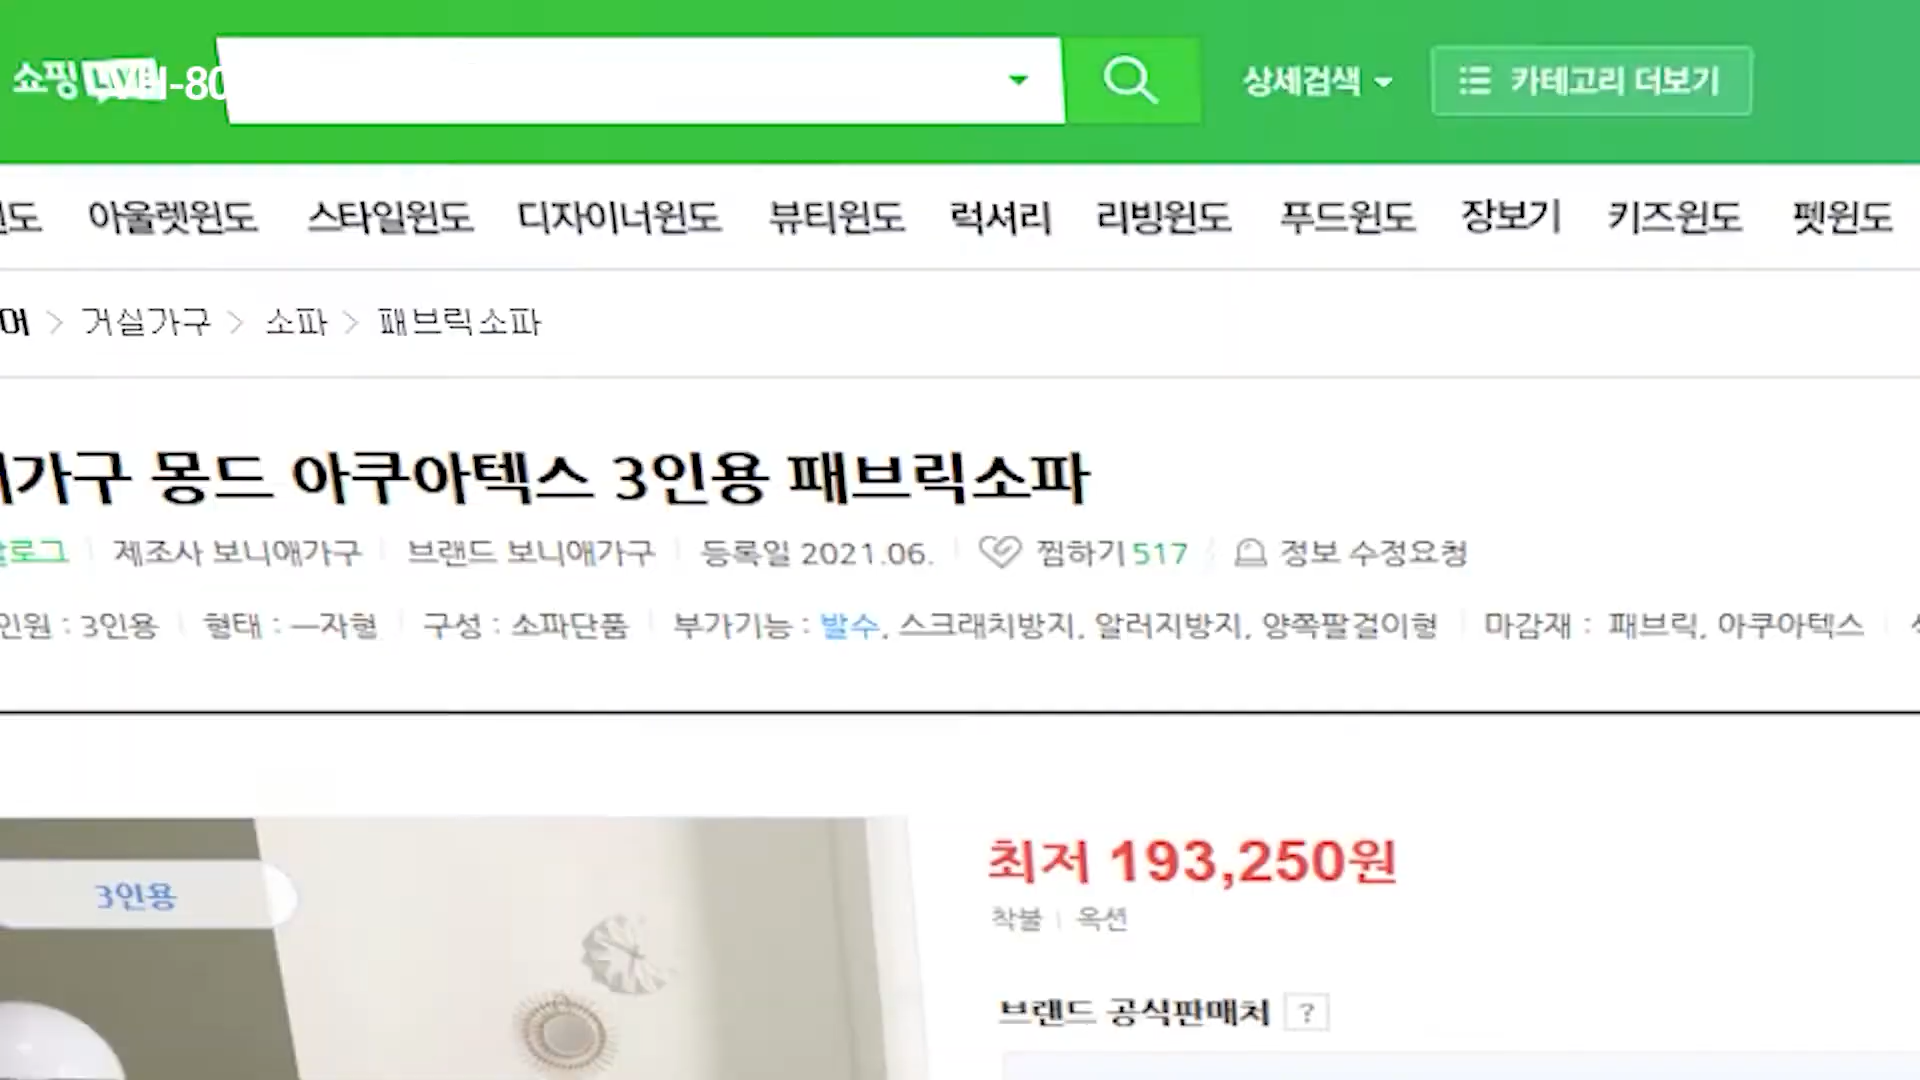 쇼핑 LIVE
상세검색 카테고리 더보기
아울렛윈도 스타일윈도 디자이너윈도 뷰티윈도 럭셔리 리빙윈도 푸드윈도 장보기 키즈윈도 펫윈도
거실가구 > 소파 > 패브릭소파
가구 몽드 아쿠아텍스 3인용 패브릭소파
제조사 보니애가구 브랜드 보니애가구 등록일 2021.06. 찜하기 517 정보 수정요청
인원 : 3인용 형태 : 一자형 구성 : 소파단품 부가기능 : 발수, 스크래치방지, 알러지방지, 양쪽팔걸이형 마감재 : 패브릭, 아쿠아텍스
3인용
최저 193,250원
착불 옥션
브랜드 공식판매처 ?